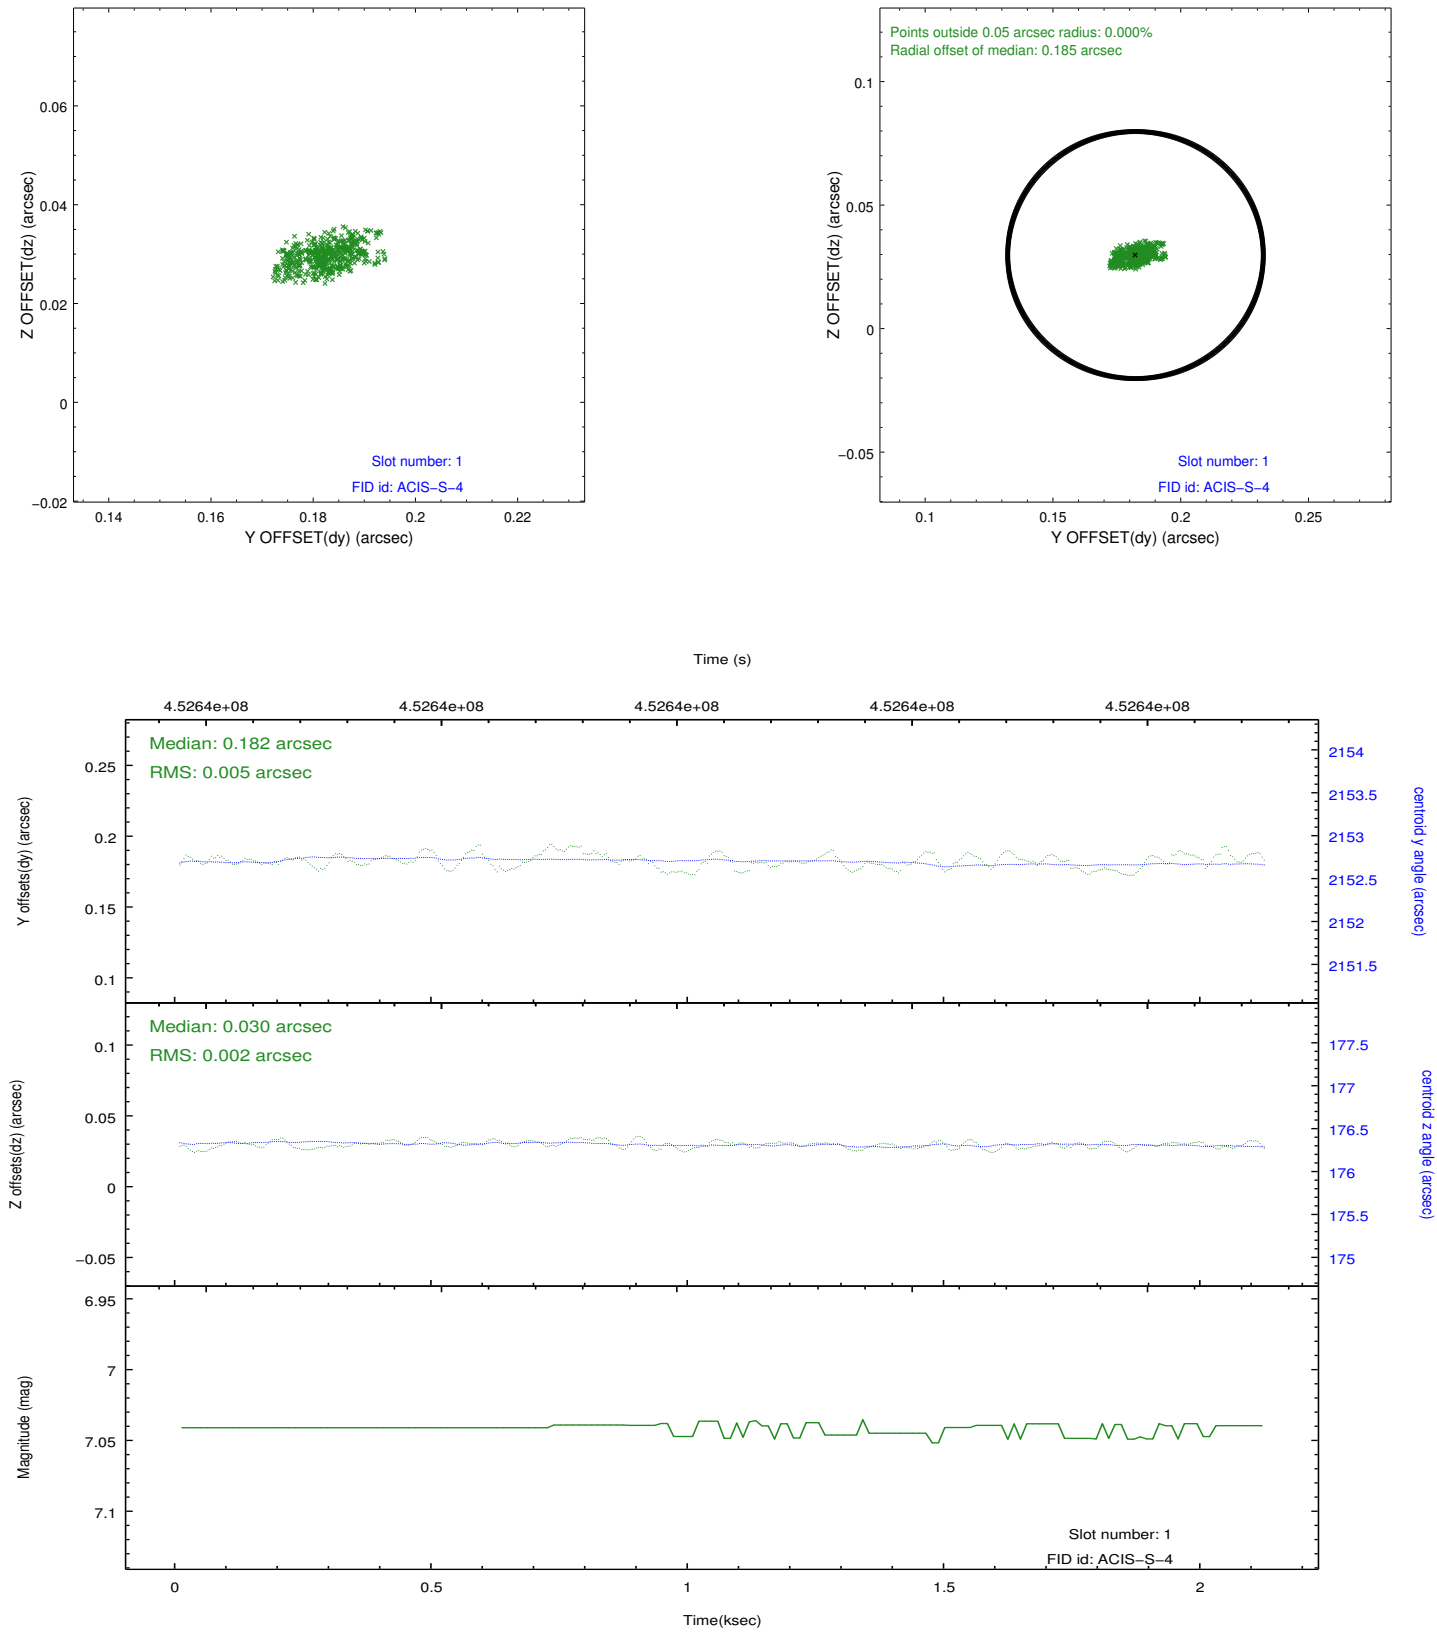 0.06
0.04
0.02
0
−0.02
Z OFFSET(dz) (arcsec)
Slot number: 1
FID id: ACIS−S−4
0.14 0.16 0.18 0.2 0.22
Y OFFSET(dy) (arcsec)
Points outside 0.05 arcsec radius: 0.000%
Radial offset of median: 0.185 arcsec
0.1
0.05
0
−0.05
Z OFFSET(dz) (arcsec)
Slot number: 1
FID id: ACIS−S−4
0.1 0.15 0.2 0.25
Y OFFSET(dy) (arcsec)
Time (s)
4.5264e+08 4.5264e+08 4.5264e+08 4.5264e+08 4.5264e+08
Median: 0.182 arcsec
RMS: 0.005 arcsec
0.25
0.2
0.15
0.1
Y offsets(dy) (arcsec)
2154
2153.5
2153
2152.5
2152
2151.5
centroid y angle (arcsec)
Median: 0.030 arcsec
RMS: 0.002 arcsec
0.1
0.05
0
−0.05
Z offsets(dz) (arcsec)
177.5
177
176.5
176
175.5
175
centroid z angle (arcsec)
6.95
7
7.05
7.1
Magnitude (mag)
Slot number: 1
FID id: ACIS−S−4
0 0.5 1 1.5 2
Time(ksec)